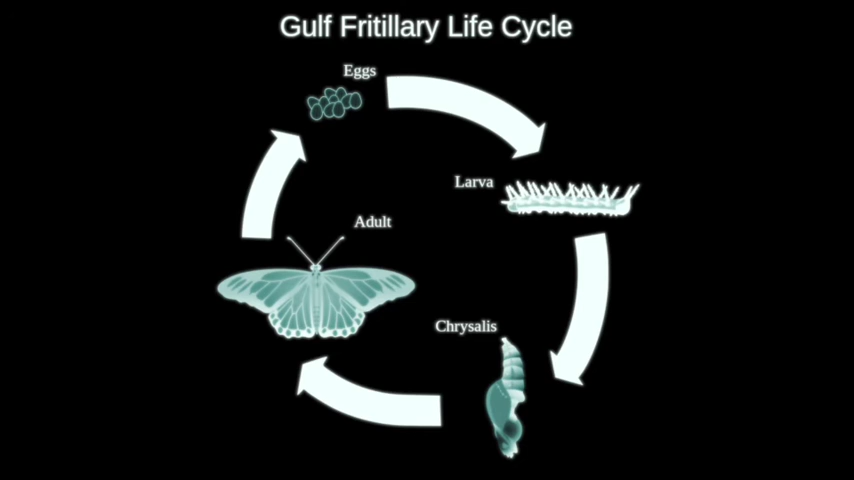 Gulf Fritillary Life Cycle
Eggs
Larva
Adult
Chrysalis